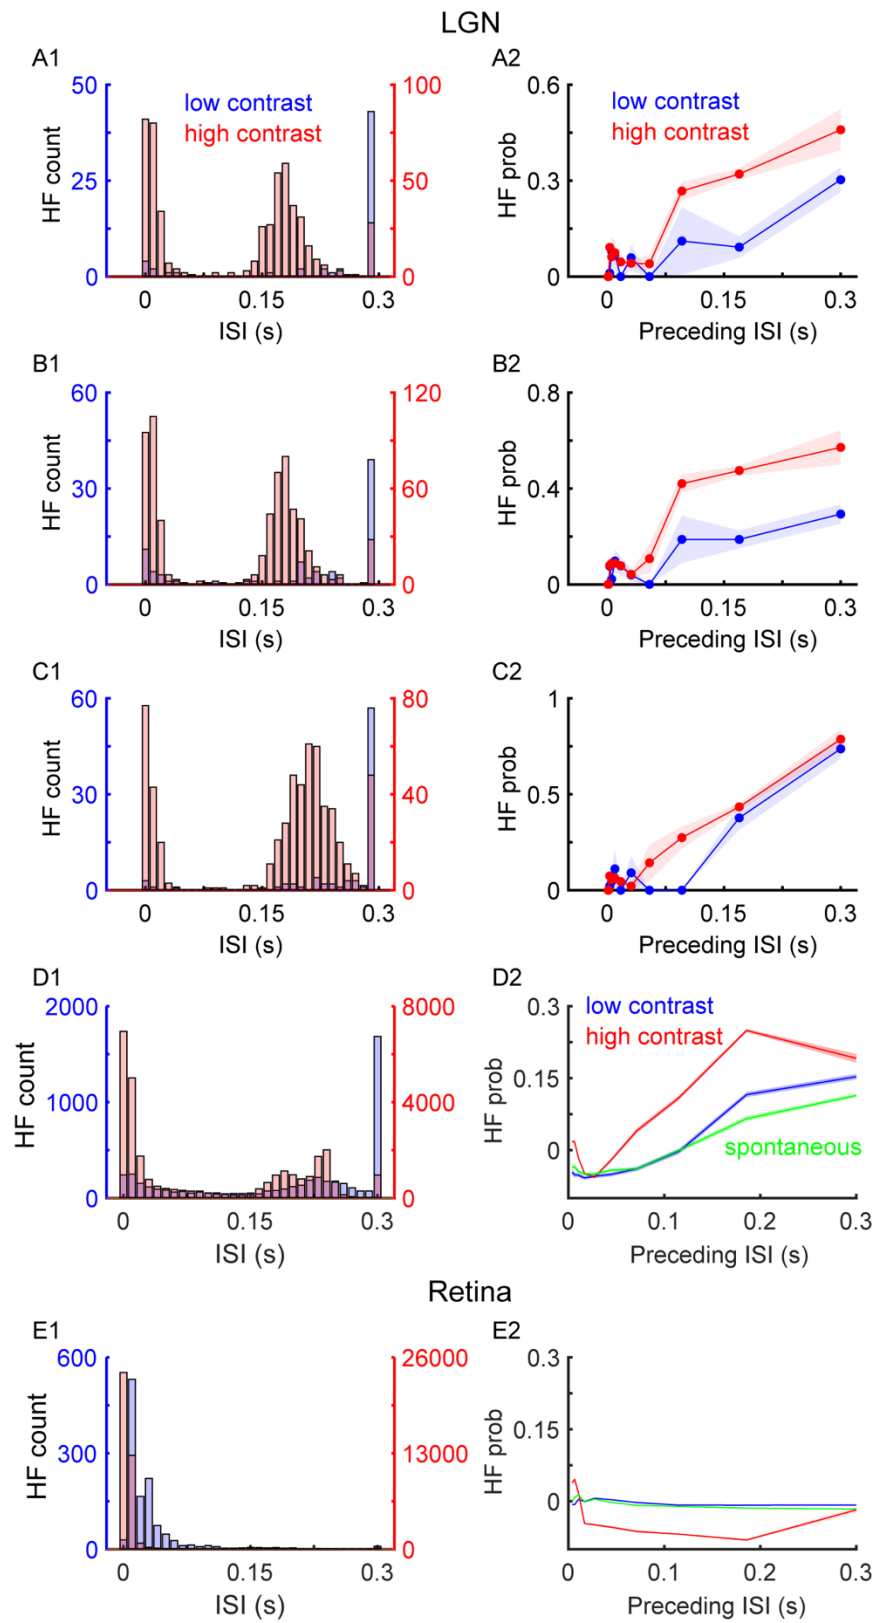 LGN
A1
A2
50
100
0.6
low contrast
high contrast
low contrast
high contrast
HF count
25
50
HF prob
0.3
0
0
0
0 0.15 0.3
0 0.15 0.3
ISI (s)
Preceding ISI (s)
B1
B2
60
120
0.8
HF count
30
60
HF prob
0.4
0
0
0
0 0.15 0.3
0 0.15 0.3
ISI (s)
Preceding ISI (s)
C1
C2
60
80
1
HF count
30
40
HF prob
0.5
0
0
0
0 0.15 0.3
0 0.15 0.3
ISI (s)
Preceding ISI (s)
D1
D2
2000
8000
0.3
low contrast
high contrast
HF count
1000
4000
HF prob
0.15
0
spontaneous
0
0
0 0.15 0.3
0 0.1 0.2 0.3
ISI (s)
Preceding ISI (s)
Retina
E1
E2
600
26000
0.3
HF count
300
13000
HF prob
0.15
0
0
0
0 0.15 0.3
0 0.1 0.2 0.3
ISI (s)
Preceding ISI (s)